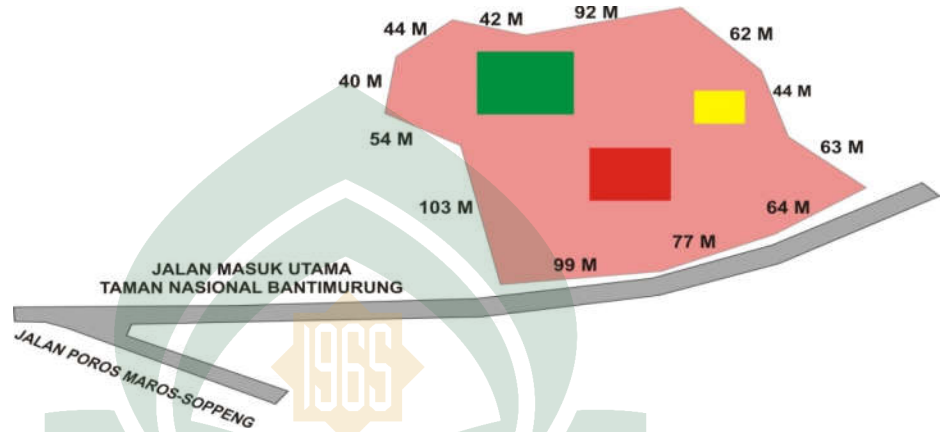 92 M
42 M
44 M
62 M
40 M
44 M
54 M
63 M
103 M
64 M
77 M
99 M
JALAN MASUK UTAMA
TAMAN NASIONAL BANTIMURUNG
JALAN POROS MAROS-SOPPENG
1965